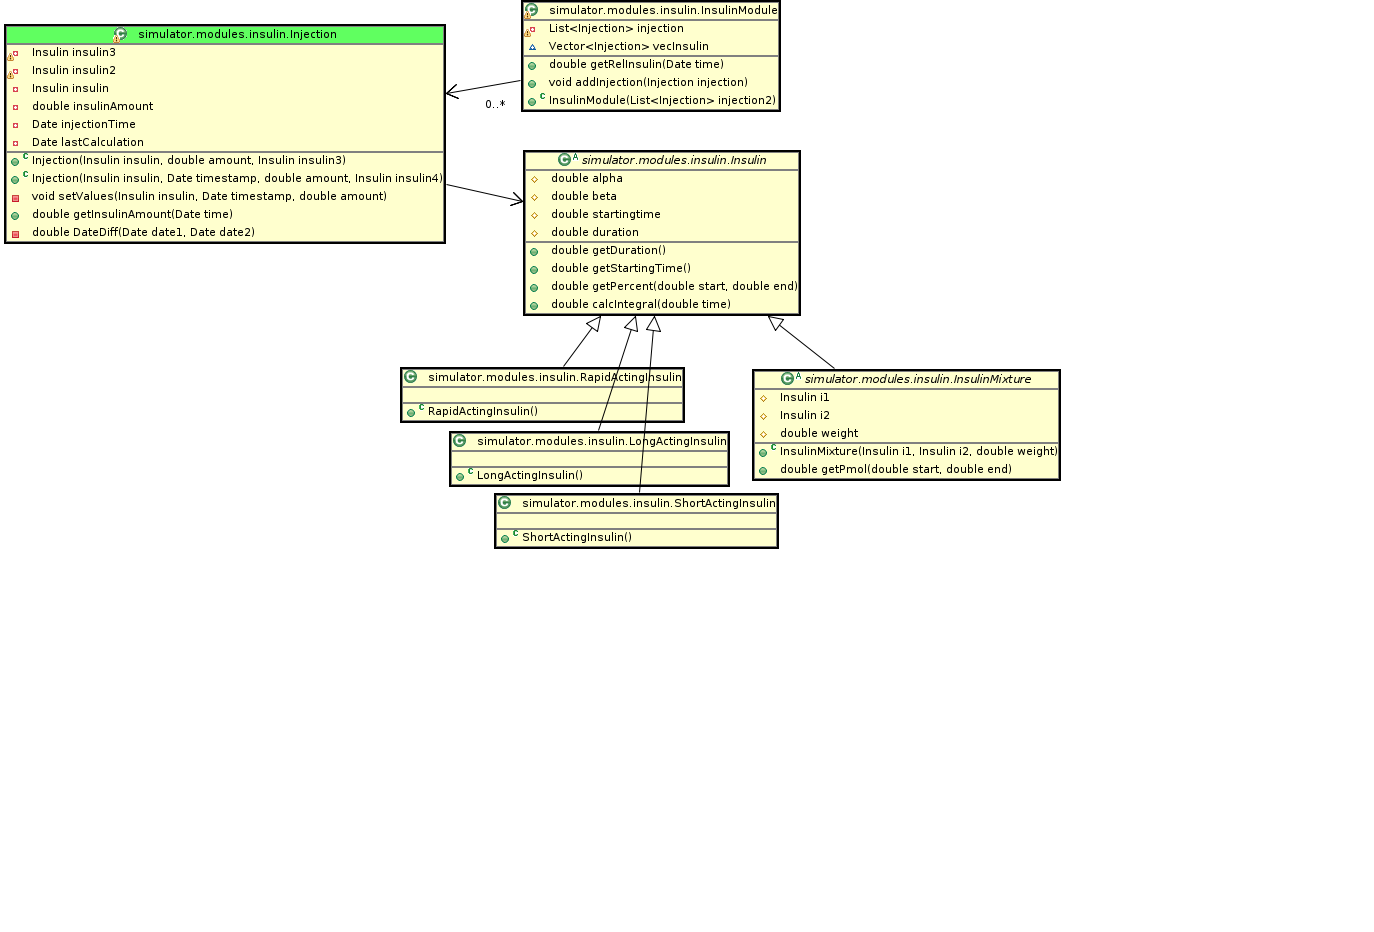 simulator.modules.insulin.Injection
Insulin insulin3
Insulin insulin2
Insulin insulin
double insulinAmount
Date injectionTime
Date lastCalculation
C Injection(Insulin insulin, double amount, Insulin insulin3)
C Injection(Insulin insulin, Date timestamp, double amount, Insulin insulin4)
void setValues(Insulin insulin, Date timestamp, double amount)
double getInsulinAmount(Date time)
double DateDiff(Date date1, Date date2)
C simulator.modules.insulin.InsulinModule
List<Injection> injection
Vector<Injection> vecInsulin
double getRelInsulin(Date time)
void addInjection(Injection injection)
C InsulinModule(List<Injection> injection2)
0..*
C A simulator.modules.insulin.Insulin
double alpha
double beta
double startingtime
double duration
double getDuration()
double getStartingTime()
double getPercent(double start, double end)
double calcIntegral(double time)
C simulator.modules.insulin.RapidActingInsulin
C RapidActingInsulin()
C simulator.modules.insulin.LongActingInsulin
C LongActingInsulin()
C simulator.modules.insulin.ShortActingInsulin
C ShortActingInsulin()
C A simulator.modules.insulin.InsulinMixture
Insulin i1
Insulin i2
double weight
C InsulinMixture(Insulin i1, Insulin i2, double weight)
double getPmol(double start, double end)